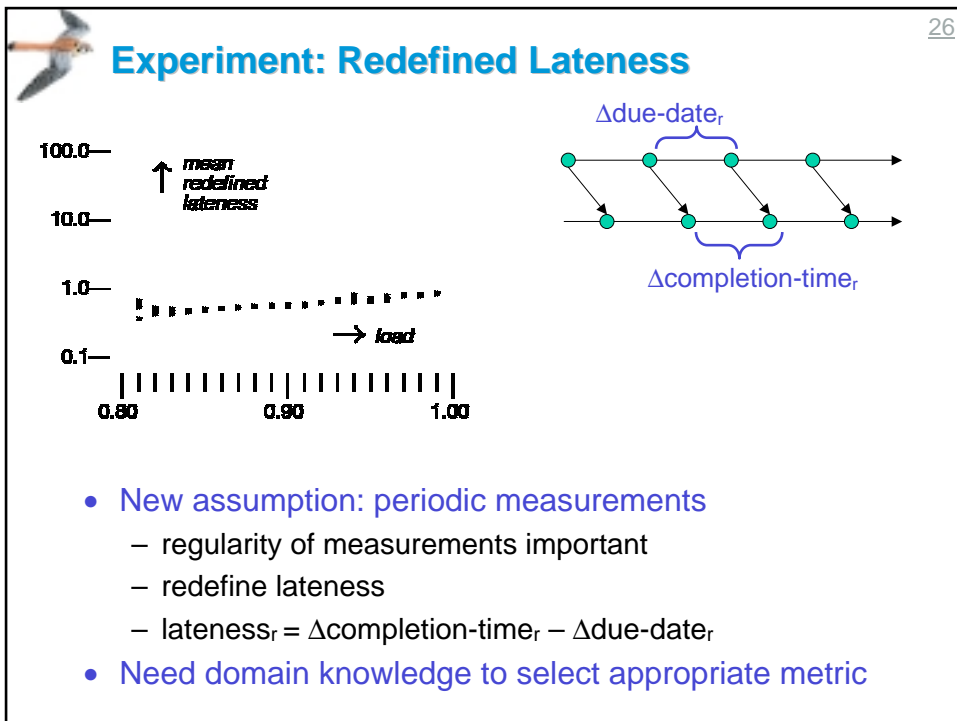 26
Experiment: Redefined Lateness
Δdue-dateᵣ
100.0
mean
redefined
lateness
10.0
1.0
Δcompletion-timeᵣ
load
0.1
0.80 0.90 1.00
• New assumption: periodic measurements
– regularity of measurements important
– redefine lateness
– latenessᵣ = Δcompletion-timeᵣ – Δdue-dateᵣ
• Need domain knowledge to select appropriate metric